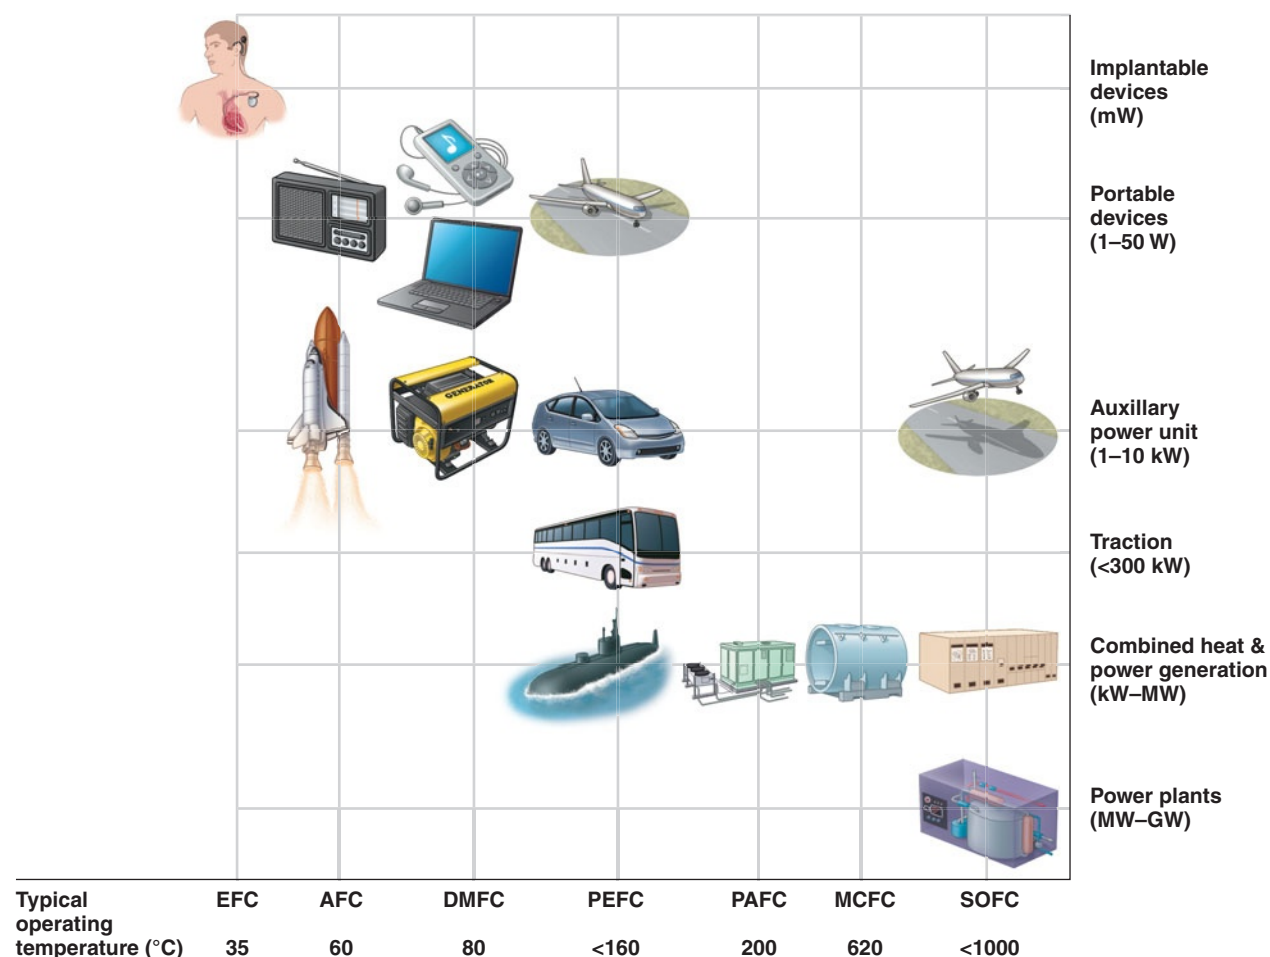 Implantable
devices
(mW)
Portable
devices
(1–50 W)
GENERATOR
Auxillary
power unit
(1–10 kW)
Traction
(<300 kW)
Combined heat &
power generation
(kW–MW)
Power plants
(MW–GW)
Typical
operating
temperature (°C)
EFC AFC DMFC PEFC PAFC MCFC SOFC
35 60 80 <160 200 620 <1000